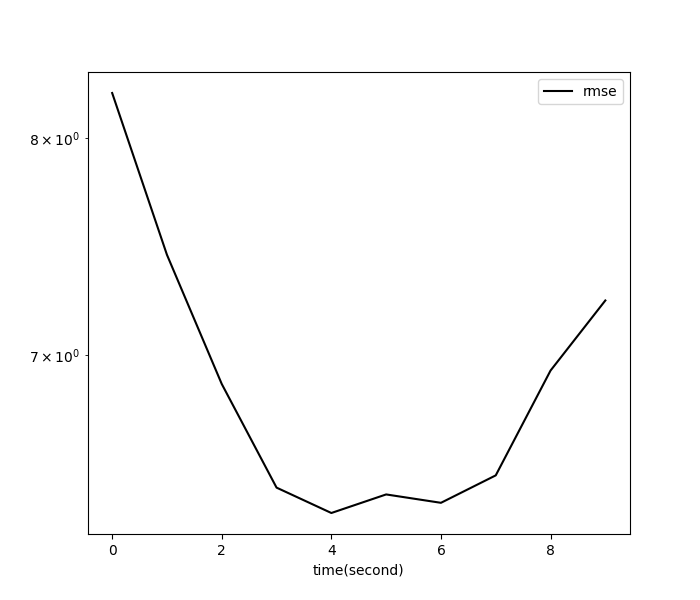 rmse
8 × 10⁰
7 × 10⁰
0 2 4 6 8
time(second)